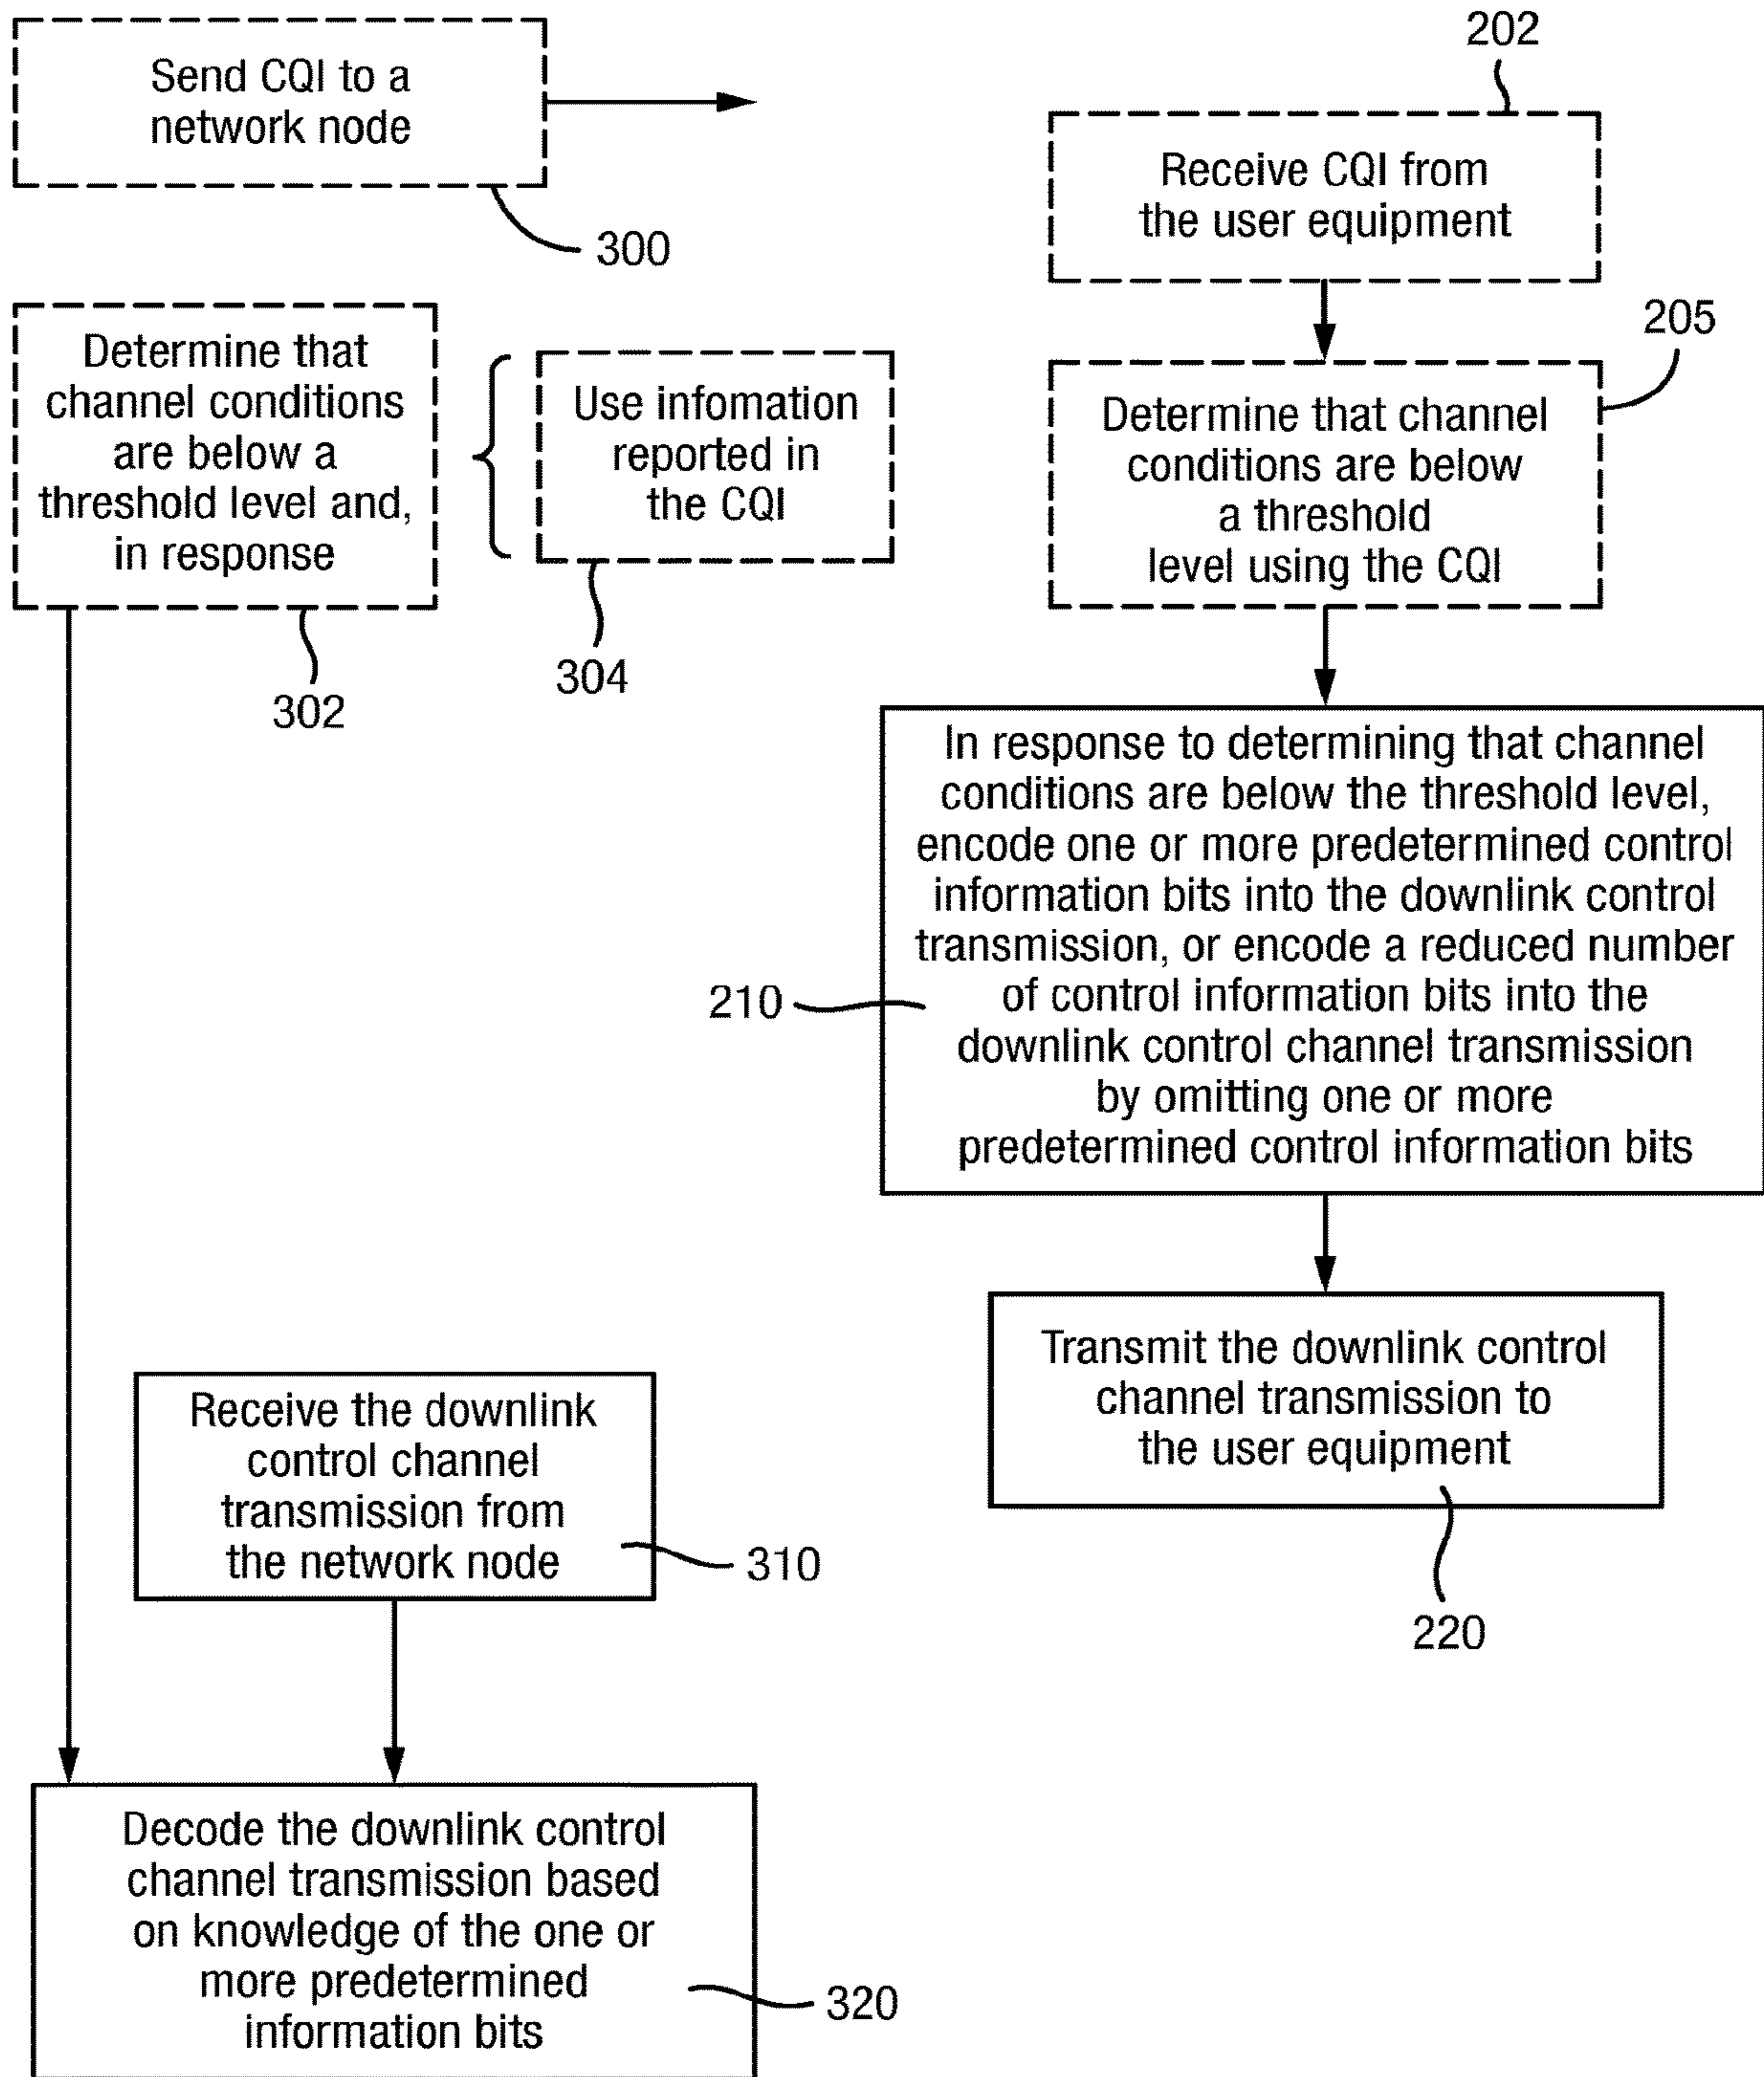 Send CQI to a
network node
300
Determine that
channel conditions
are below a
threshold level and,
in response
302
Use infomation
reported in
the CQI
304
202
Receive CQI from
the user equipment
205
Determine that channel
conditions are below
a threshold
level using the CQI
In response to determining that channel
conditions are below the threshold level,
encode one or more predetermined control
information bits into the downlink control
transmission, or encode a reduced number
of control information bits into the
downlink control channel transmission
by omitting one or more
predetermined control information bits
210
Transmit the downlink control
channel transmission to
the user equipment
220
Receive the downlink
control channel
transmission from
the network node
310
Decode the downlink control
channel transmission based
on knowledge of the one or
more predetermined
information bits
320